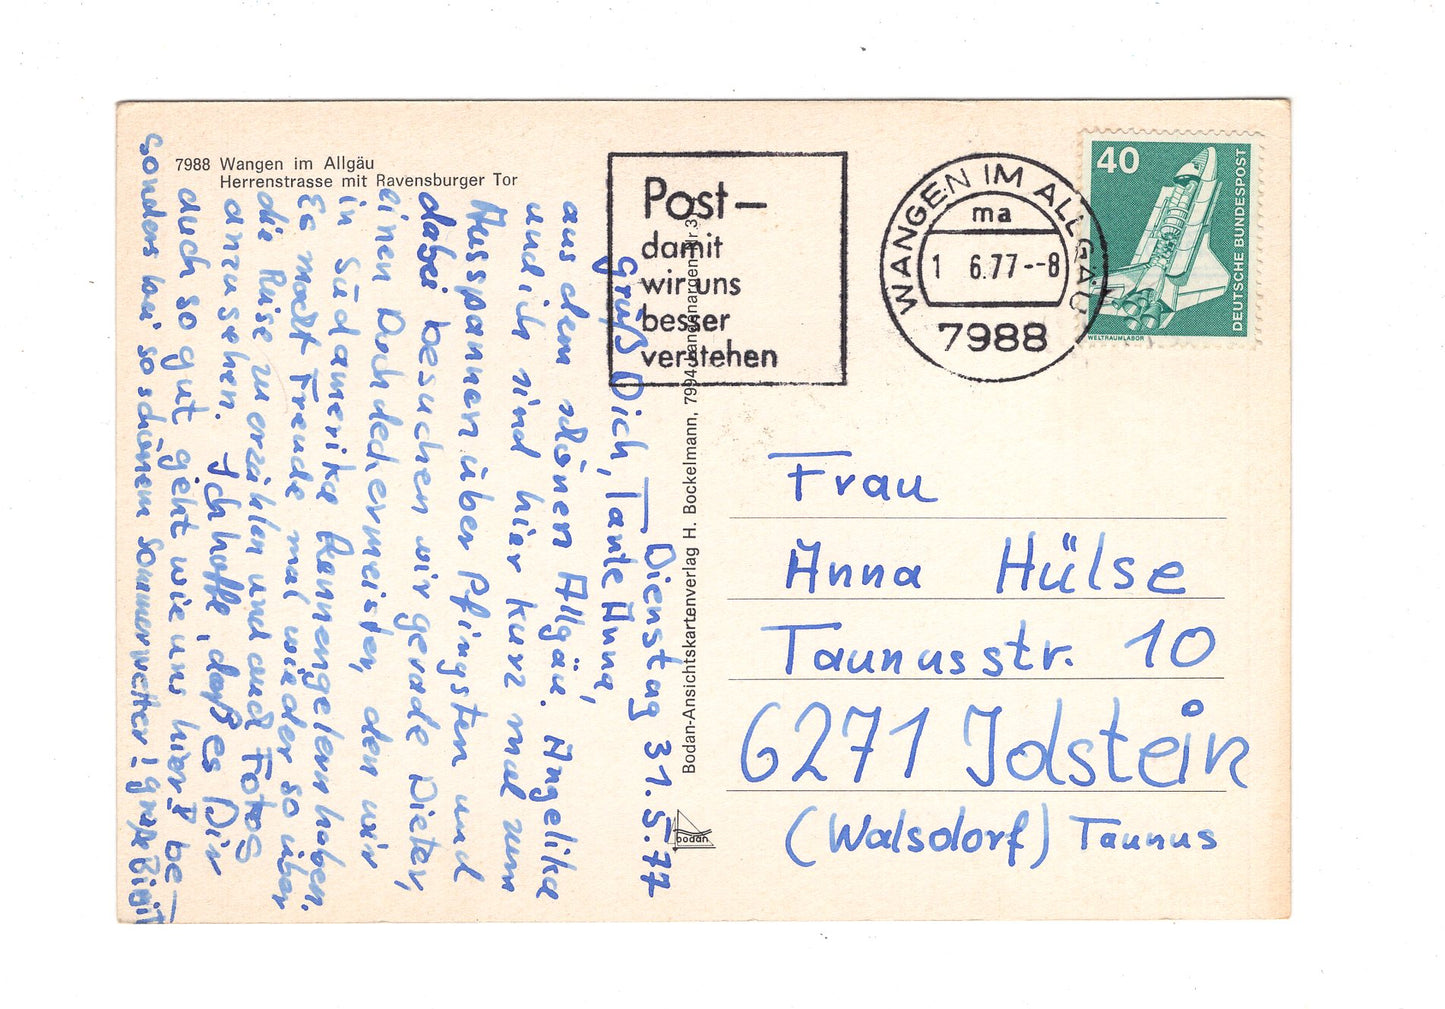 7988 Wangen im Allgäu
Herrenstrasse mit Ravensburger Tor
Post–
damit
wir uns
besser
verstehen
WANGEN IM ALLGÄU
ma
1 6.77--8
7988
40
DEUTSCHE BUNDESPOST
WELTRAUMLABOR
Dienstag 31.5.77
Grüß Dich, Tante Anna,
aus dem schönen Allgäu. Angelika
und ich sind hier kurz mal zum
Ausspannen über Pfingsten und
dabei besuchen wir gerade Dieter,
einen Dachdeckermeister, den wir
in Südamerika kennengelernt haben.
Es macht Freude mal wieder so über
die Reise zu erzählen und auch Fotos
anzusehen. Ich hoffe, daß es Dir
auch so gut geht wie uns hier be-
sonders bei so schönem Sommerwetter! Gruß Birgit
Bodan-Ansichtskartenverlag H. Bockelmann, 7994 Langenargen
bodan
Frau
Anna Hülse
Taunusstr. 10
6271 Idstein
(Walsdorf) Taunus